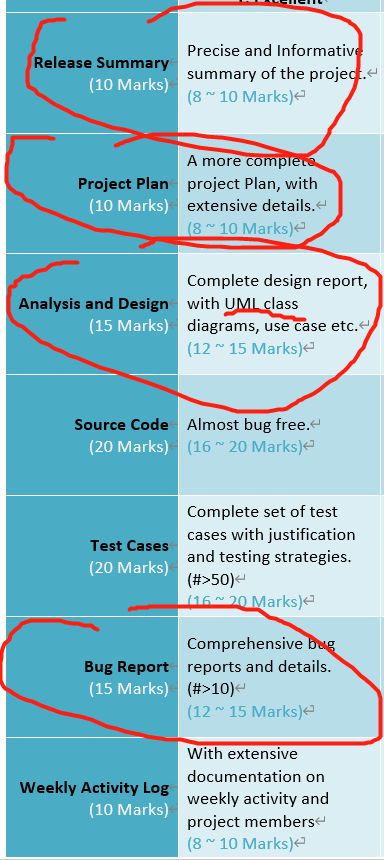 1. Excellent
Release Summary
(10 Marks)
Precise and Informative
summary of the project.
(8 ~ 10 Marks)
Project Plan
(10 Marks)
A more complete
project Plan, with
extensive details.
(8 ~ 10 Marks)
Analysis and Design
(15 Marks)
Complete design report,
with UML class
diagrams, use case etc.
(12 ~ 15 Marks)
Source Code
(20 Marks)
Almost bug free.
(16 ~ 20 Marks)
Test Cases
(20 Marks)
Complete set of test
cases with justification
and testing strategies.
(#>50)
(16 ~ 20 Marks)
Bug Report
(15 Marks)
Comprehensive bug
reports and details.
(#>10)
(12 ~ 15 Marks)
Weekly Activity Log
(10 Marks)
With extensive
documentation on
weekly activity and
project members
(8 ~ 10 Marks)